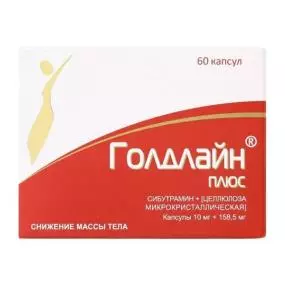 60 капсул
Голдлайн®
плюс
СИБУТРАМИН + [ЦЕЛЛЮЛОЗА
МИКРОКРИСТАЛЛИЧЕСКАЯ]
Капсулы 10 мг + 158,5 мг
СНИЖЕНИЕ МАССЫ ТЕЛА